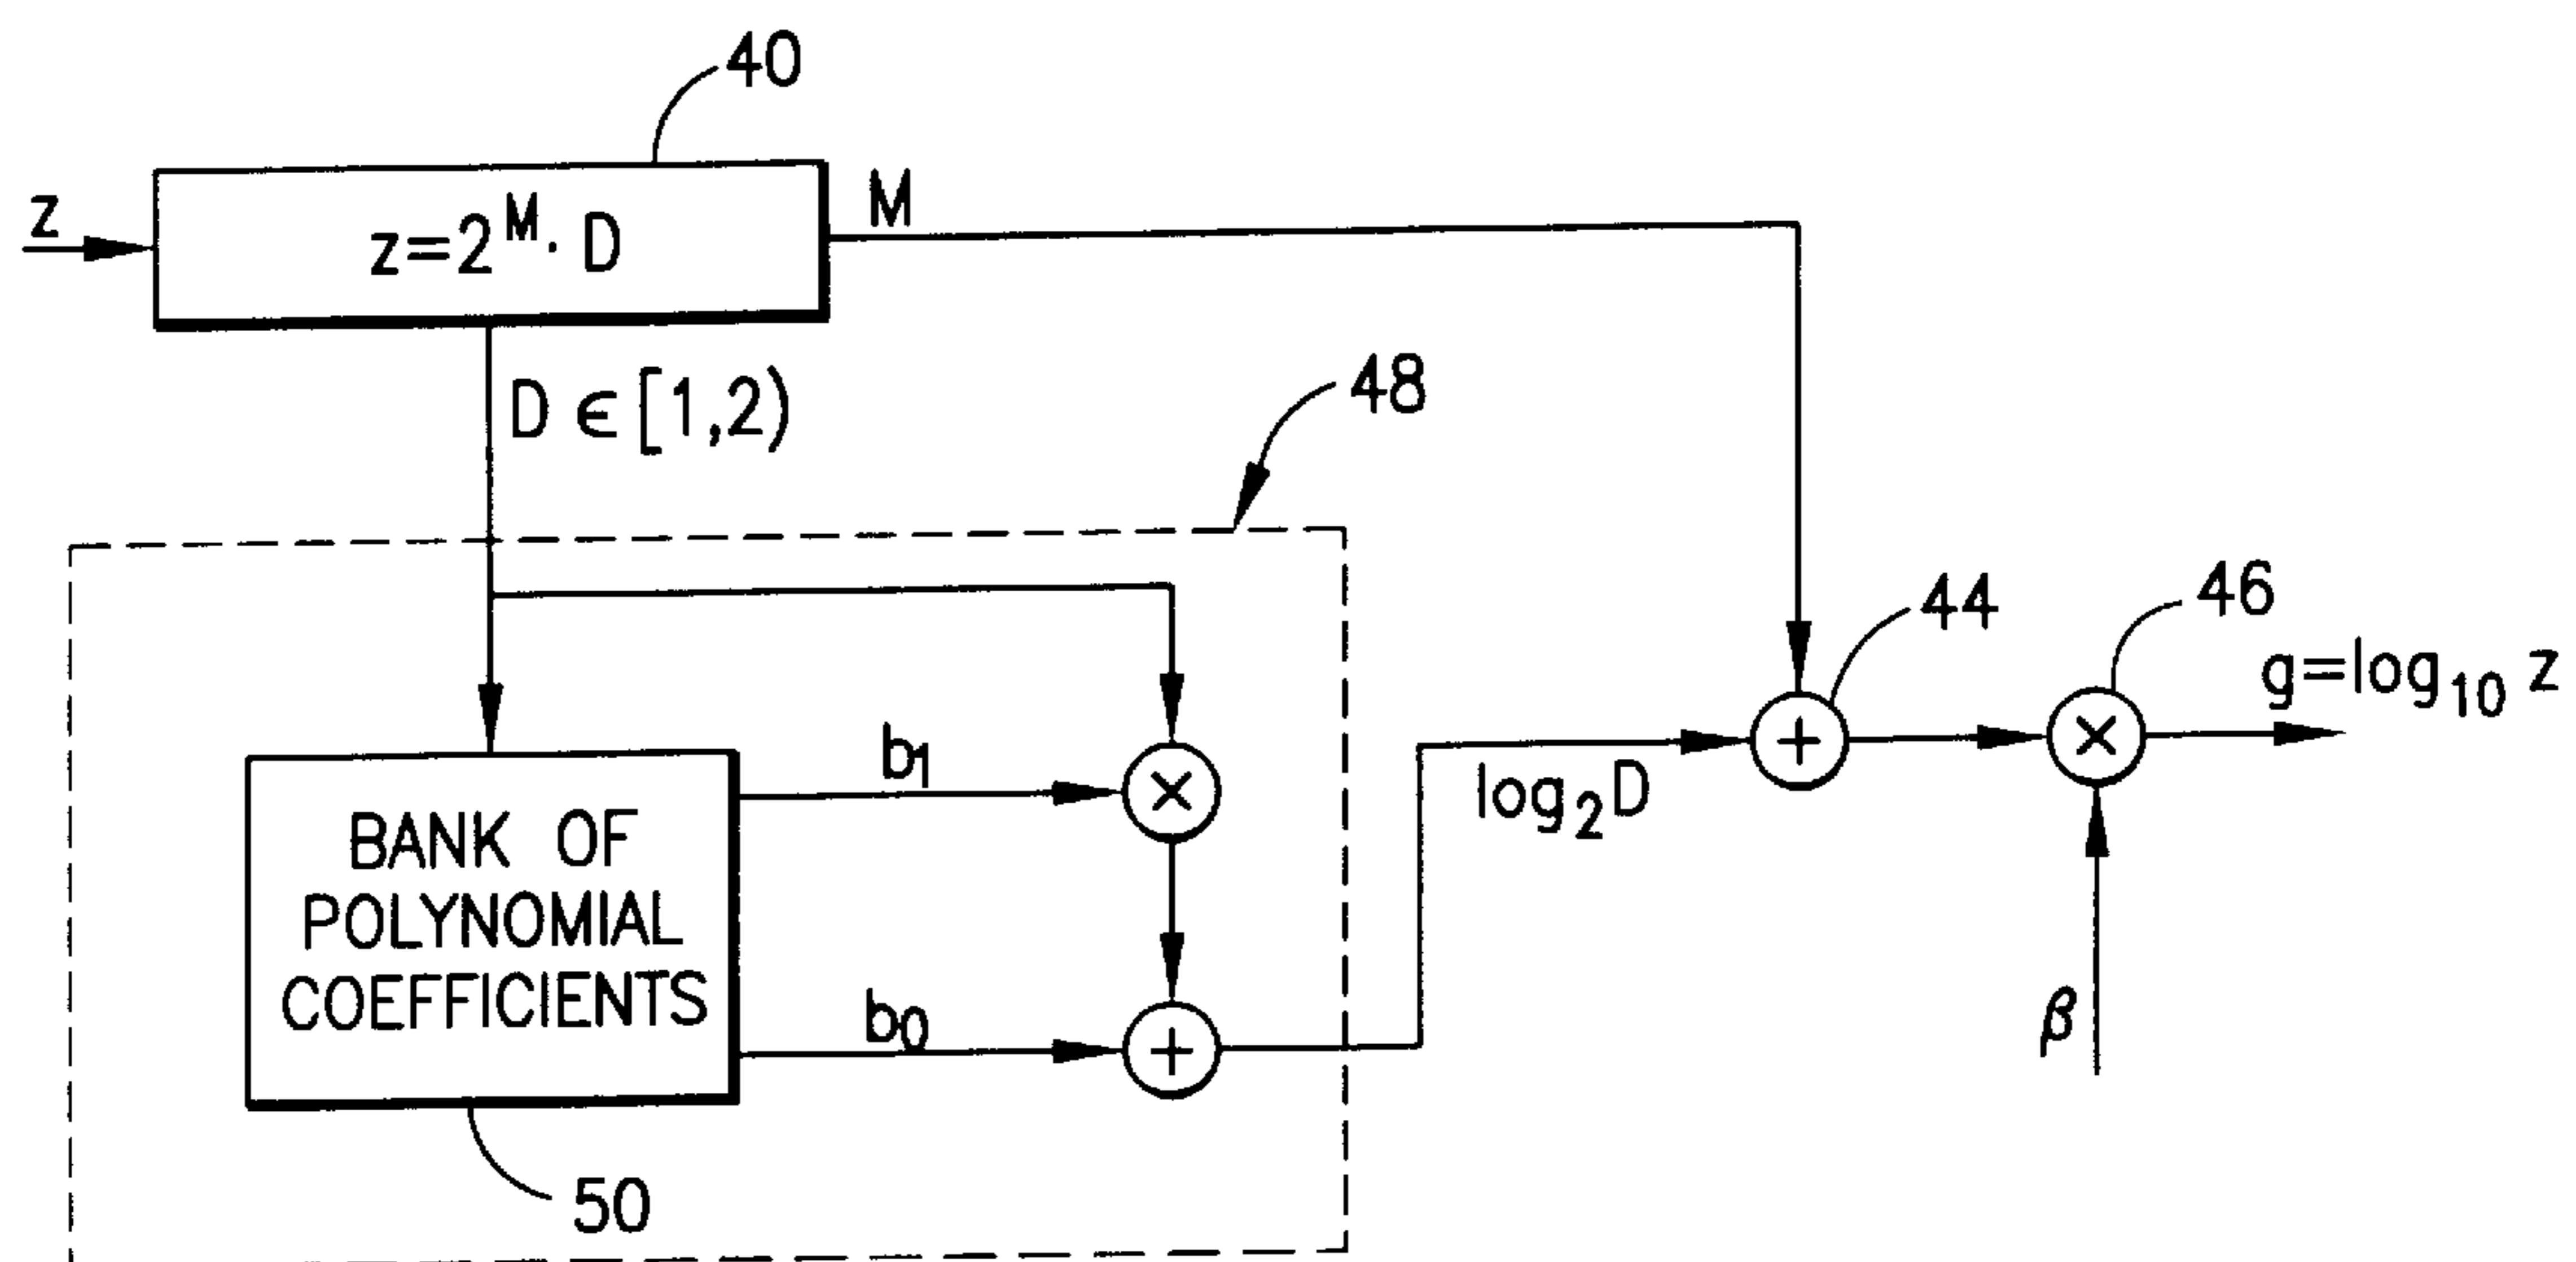 40
z
z=2^M · D
M
D ∈ [1,2)
48
44
46
g=log₁₀ z
b₁
log₂D
BANK OF
POLYNOMIAL
COEFFICIENTS
b₀
β
50